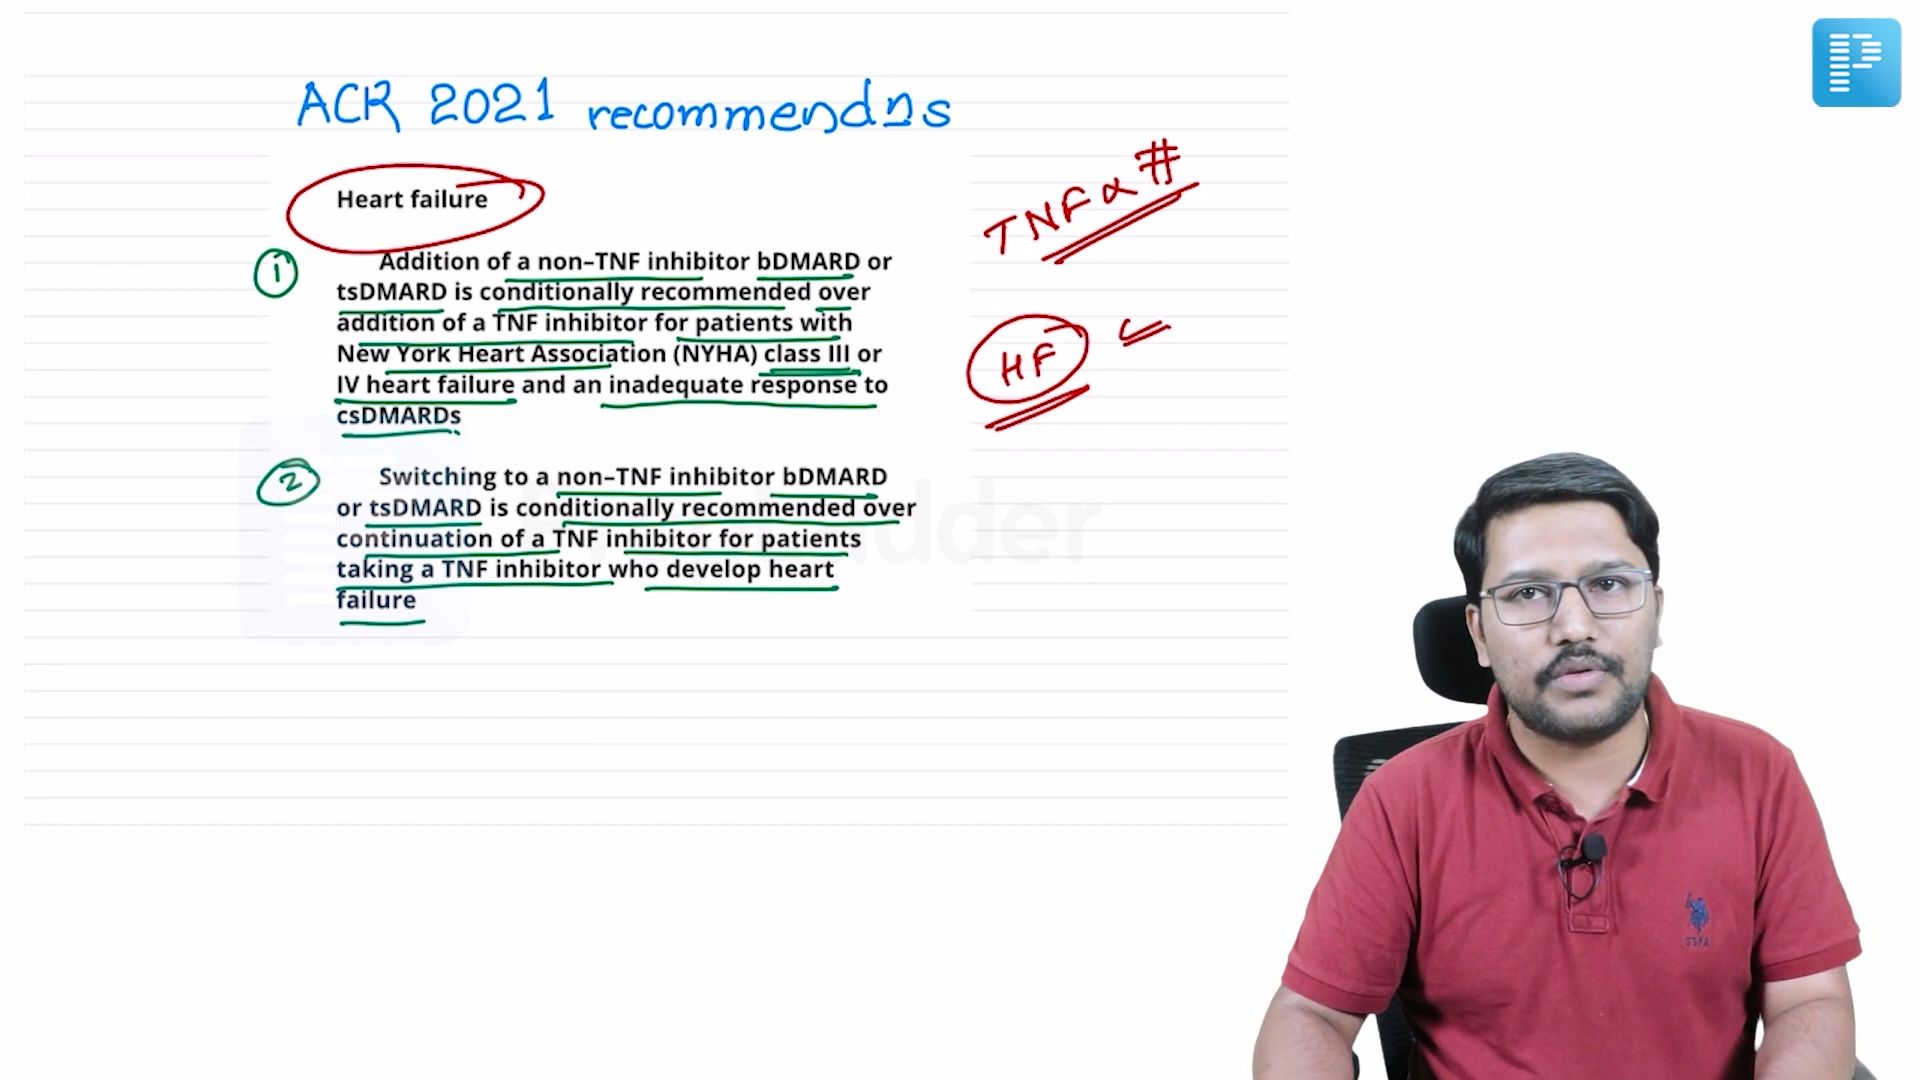 ACR 2021 recommendns
Heart failure
TNF α #
1
Addition of a non–TNF inhibitor bDMARD or
tsDMARD is conditionally recommended over
addition of a TNF inhibitor for patients with
New York Heart Association (NYHA) class III or
IV heart failure and an inadequate response to
csDMARDs
HF
2
Switching to a non–TNF inhibitor bDMARD
or tsDMARD is conditionally recommended over
continuation of a TNF inhibitor for patients
taking a TNF inhibitor who develop heart
failure
USPA